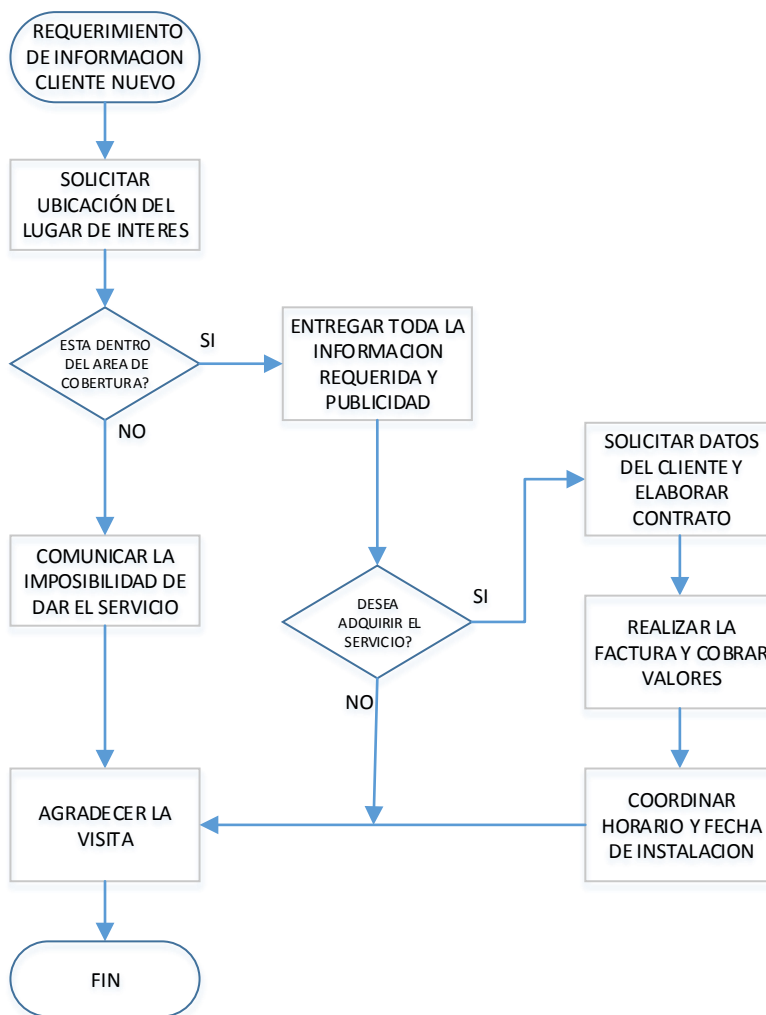 REQUERIMIENTO
DE INFORMACION
CLIENTE NUEVO
SOLICITAR
UBICACIÓN DEL
LUGAR DE INTERES
ESTA DENTRO
DEL AREA DE
COBERTURA?
SI
NO
ENTREGAR TODA LA
INFORMACION
REQUERIDA Y
PUBLICIDAD
SOLICITAR DATOS
DEL CLIENTE Y
ELABORAR
CONTRATO
COMUNICAR LA
IMPOSIBILIDAD DE
DAR EL SERVICIO
DESEA
ADQUIRIR EL
SERVICIO?
SI
NO
REALIZAR LA
FACTURA Y COBRAR
VALORES
AGRADECER LA
VISITA
COORDINAR
HORARIO Y FECHA
DE INSTALACION
FIN